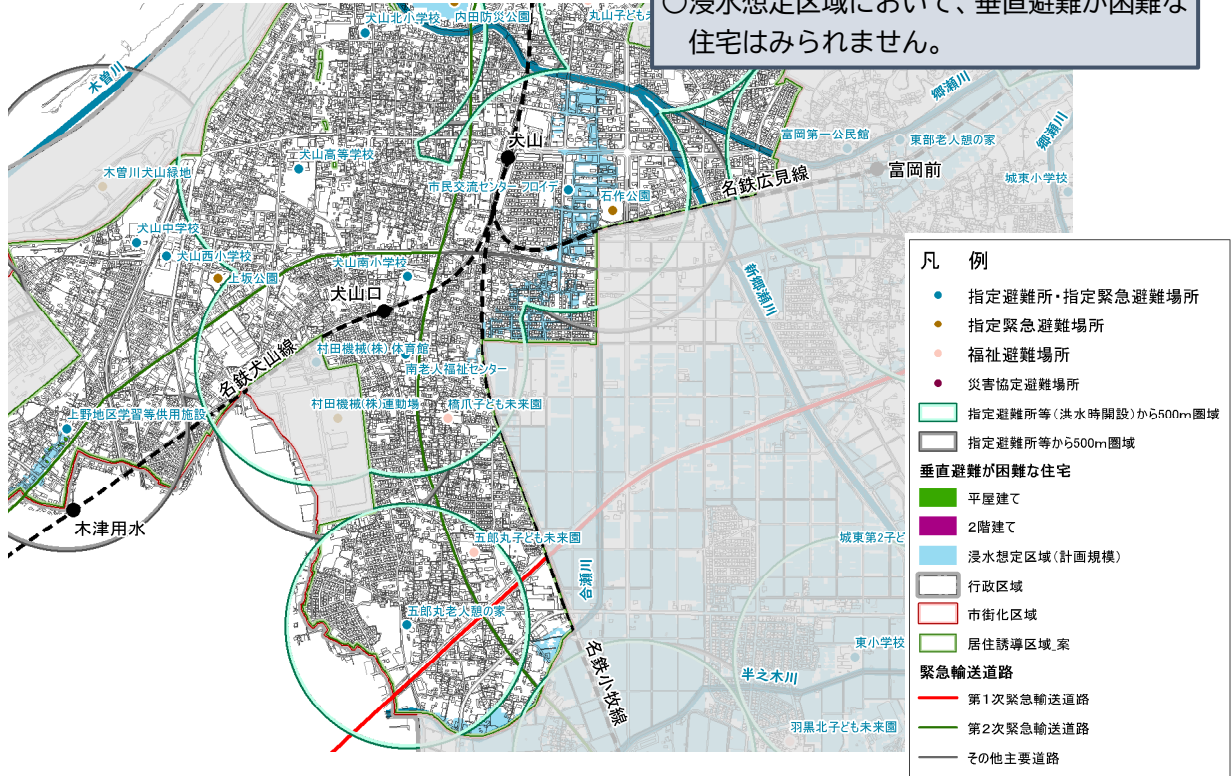 〇浸水想定区域において、垂直避難が困難な
住宅はみられません。
犬山北小学校
内田防災公園
丸山子ども未
木曽川
郷瀬川
富岡第一公民館
東部老人憩の家
郷瀬川
犬山
犬山高等学校
木曽川犬山緑地
市民交流センターフロイデ
石作公園
名鉄広見線
富岡前
城東小学校
犬山中学校
犬山西小学校
上坂公園
犬山南小学校
犬山口
新郷瀬川
村田機械(株)体育館
南老人福祉センター
名鉄犬山線
村田機械(株)運動場
橋爪子ども未来園
上野地区学習等供用施設
木津用水
五郎丸子ども未来園
城東第2子ど
合瀬川
五郎丸老人憩の家
東小学校
名鉄小牧線
半之木川
羽黒北子ども未来園
凡 例
指定避難所・指定緊急避難場所
指定緊急避難場所
福祉避難場所
災害協定避難場所
指定避難所等(洪水時開設)から500m圏域
指定避難所等から500m圏域
垂直避難が困難な住宅
平屋建て
2階建て
浸水想定区域(計画規模)
行政区域
市街化区域
居住誘導区域_案
緊急輸送道路
第1次緊急輸送道路
第2次緊急輸送道路
その他主要道路